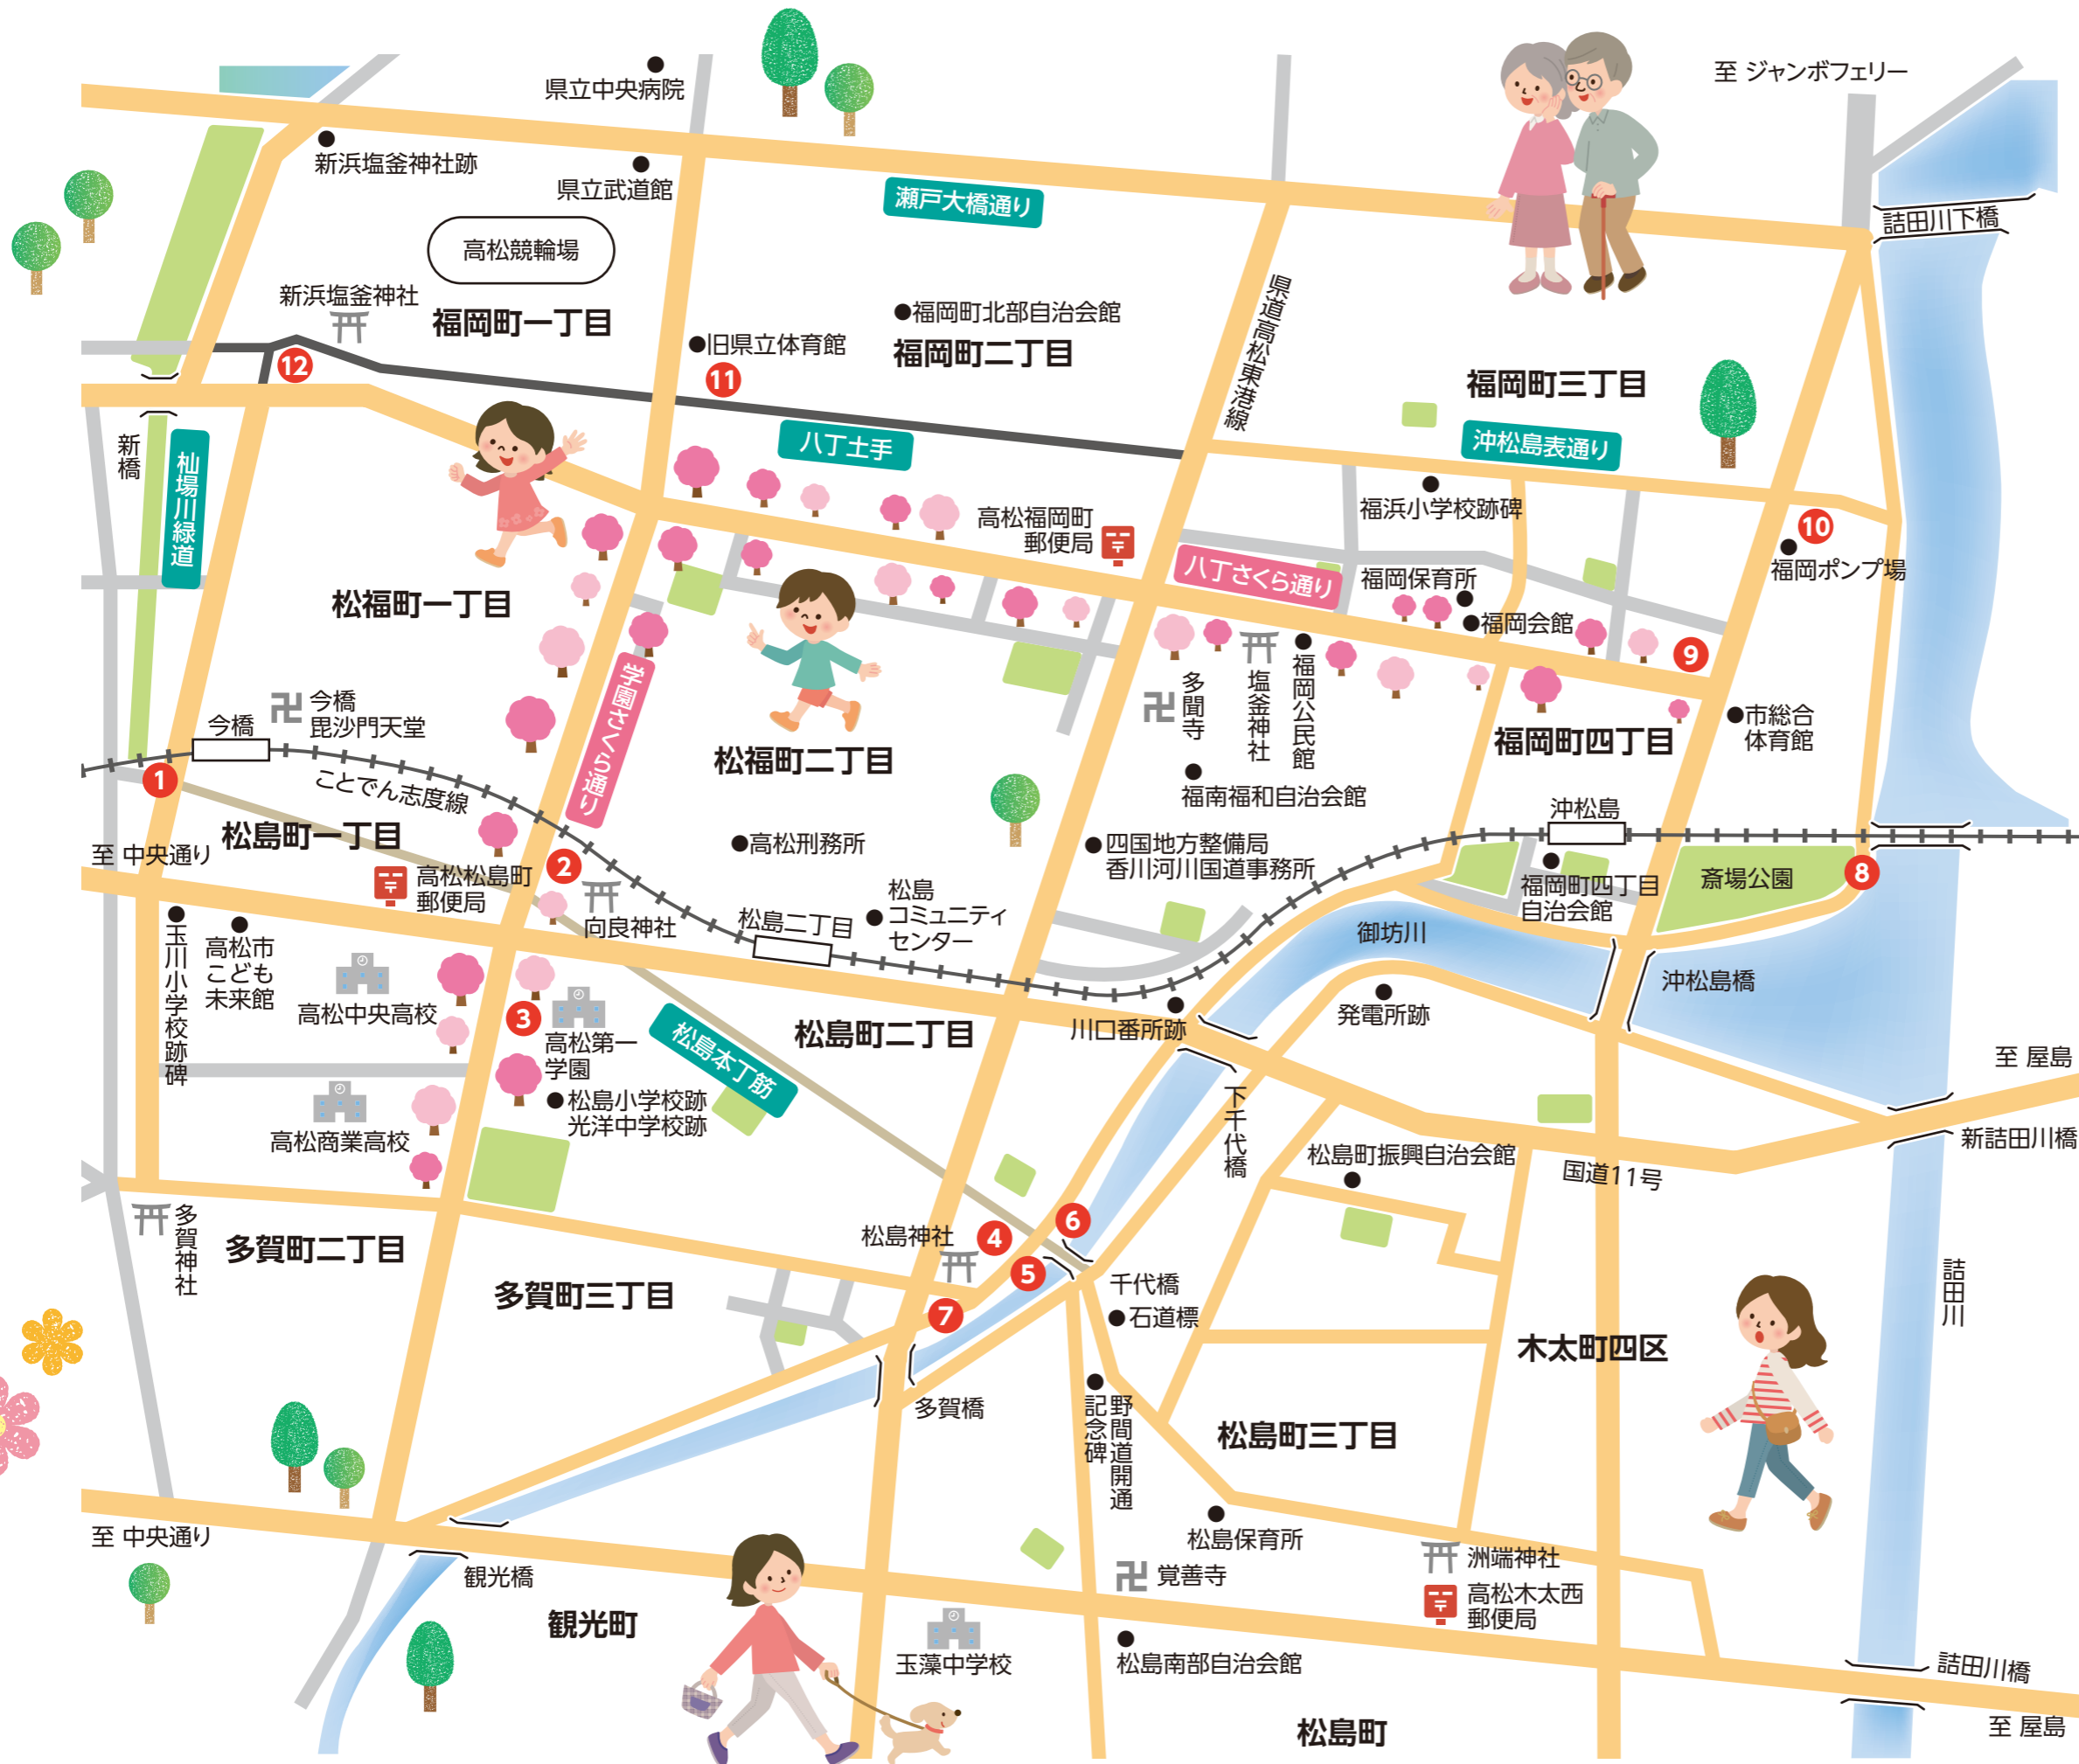 至 ジャンボフェリー
県立中央病院
新浜塩釜神社跡
県立武道館
瀬戸大橋通り
詰田川下橋
高松競輪場
新浜塩釜神社
福岡町一丁目
福岡町北部自治会館
旧県立体育館
福岡町二丁目
県道高松東港線
福岡町三丁目
12
11
新橋
杣場川緑道
八丁土手
沖松島表通り
福浜小学校跡碑
高松福岡町
郵便局
10
福岡ポンプ場
八丁さくら通り
福岡保育所
福岡会館
松福町一丁目
9
学園さくら通り
多聞寺
塩釜神社
福岡公民館
今橋
今橋
毘沙門天堂
市総合
体育館
福岡町四丁目
松福町二丁目
1
ことでん志度線
福南福和自治会館
沖松島
松島町一丁目
至 中央通り
高松刑務所
四国地方整備局
香川河川国道事務所
2
高松松島町
郵便局
福岡町四丁目
自治会館
斎場公園
8
向良神社
松島二丁目
松島
コミュニティ
センター
玉川小学校跡碑
高松市
こども
未来館
御坊川
沖松島橋
高松中央高校
3
高松第一
学園
松島本丁筋
松島町二丁目
川口番所跡
発電所跡
至 屋島
高松商業高校
松島小学校跡
光洋中学校跡
下千代橋
新詰田川橋
松島町振興自治会館
国道11号
多賀神社
多賀町二丁目
松島神社
4
6
5
7
千代橋
石道標
多賀町三丁目
詰田川
木太町四区
多賀橋
野間道開通
記念碑
松島町三丁目
至 中央通り
観光橋
松島保育所
覚善寺
洲端神社
高松木太西
郵便局
観光町
玉藻中学校
松島南部自治会館
詰田川橋
松島町
至 屋島